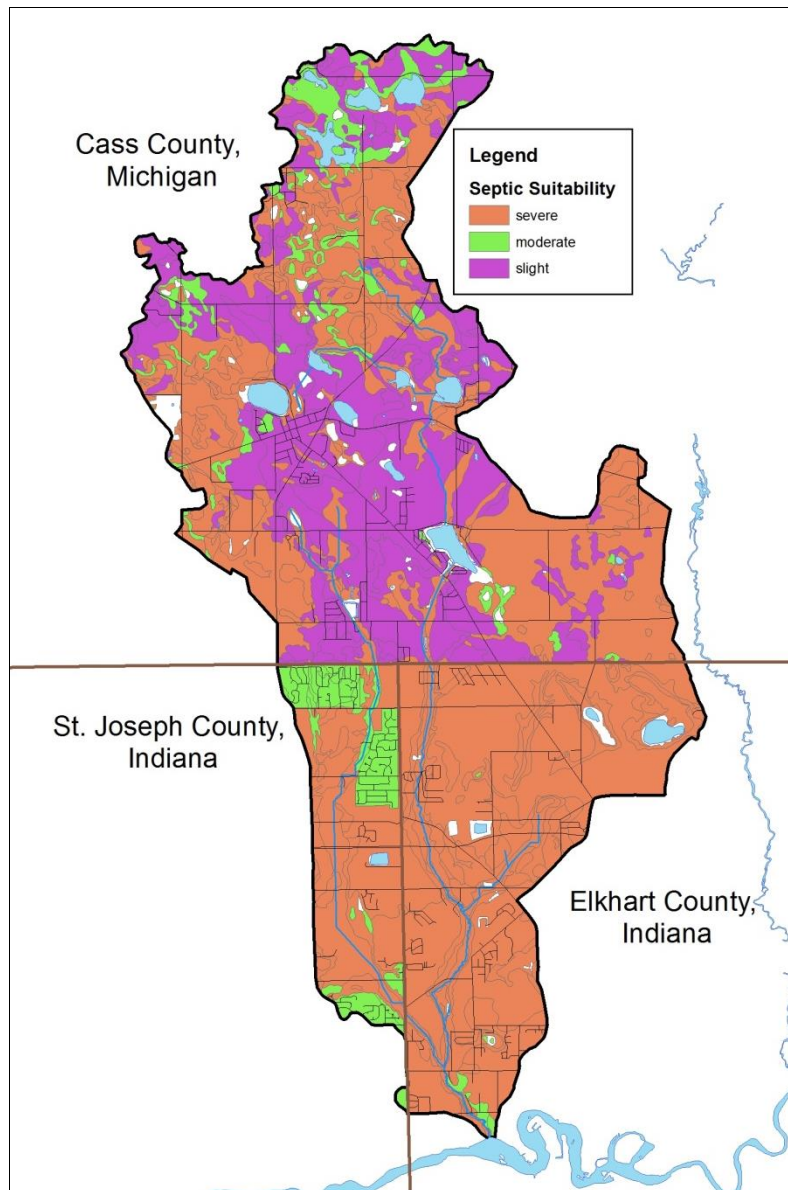 Cass County,
Michigan
Legend
Septic Suitability
severe
moderate
slight
St. Joseph County,
Indiana
Elkhart County,
Indiana